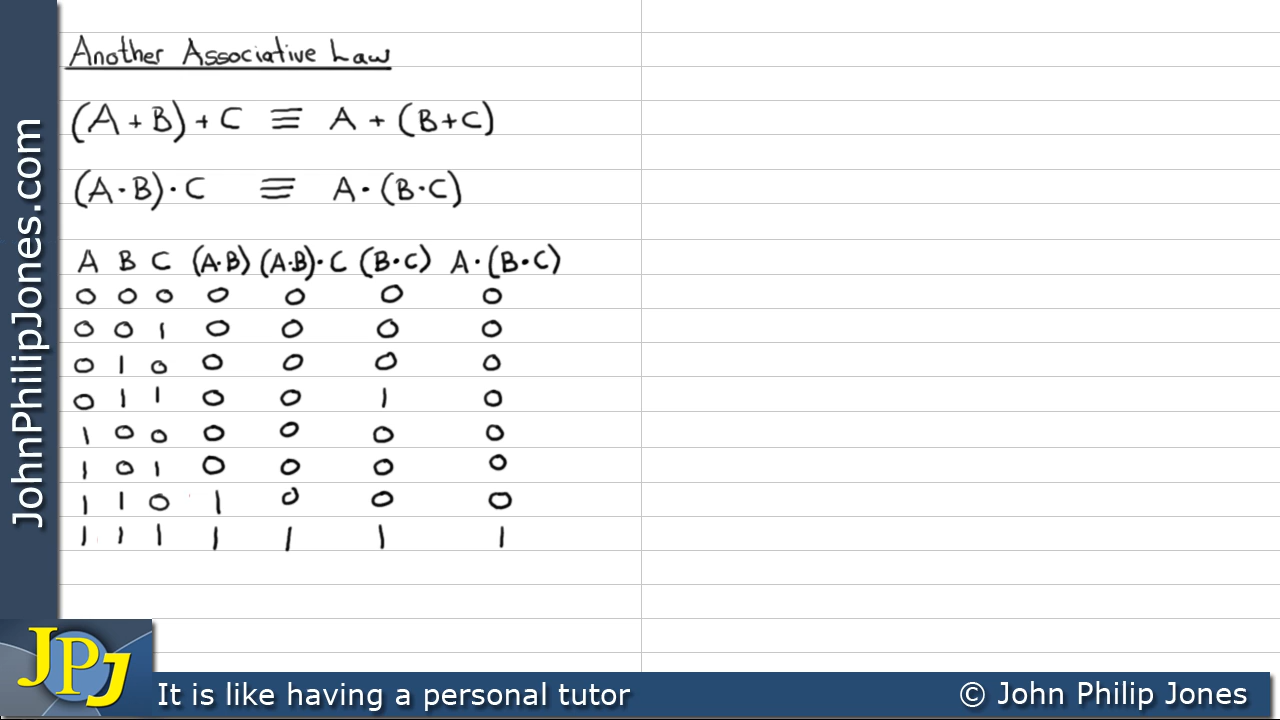 Another Associative Law
(A + B) + C ≡ A + (B + C)
(A · B) · C ≡ A · (B · C)
A B C (A·B) (A·B)·C (B·C) A·(B·C)
0 0 0 0 0 0 0
0 0 1 0 0 0 0
0 1 0 0 0 0 0
0 1 1 0 0 1 0
1 0 0 0 0 0 0
1 0 1 0 0 0 0
1 1 0 1 0 0 0
1 1 1 1 1 1 1
JohnPhilipJones.com
JPJ
It is like having a personal tutor
© John Philip Jones